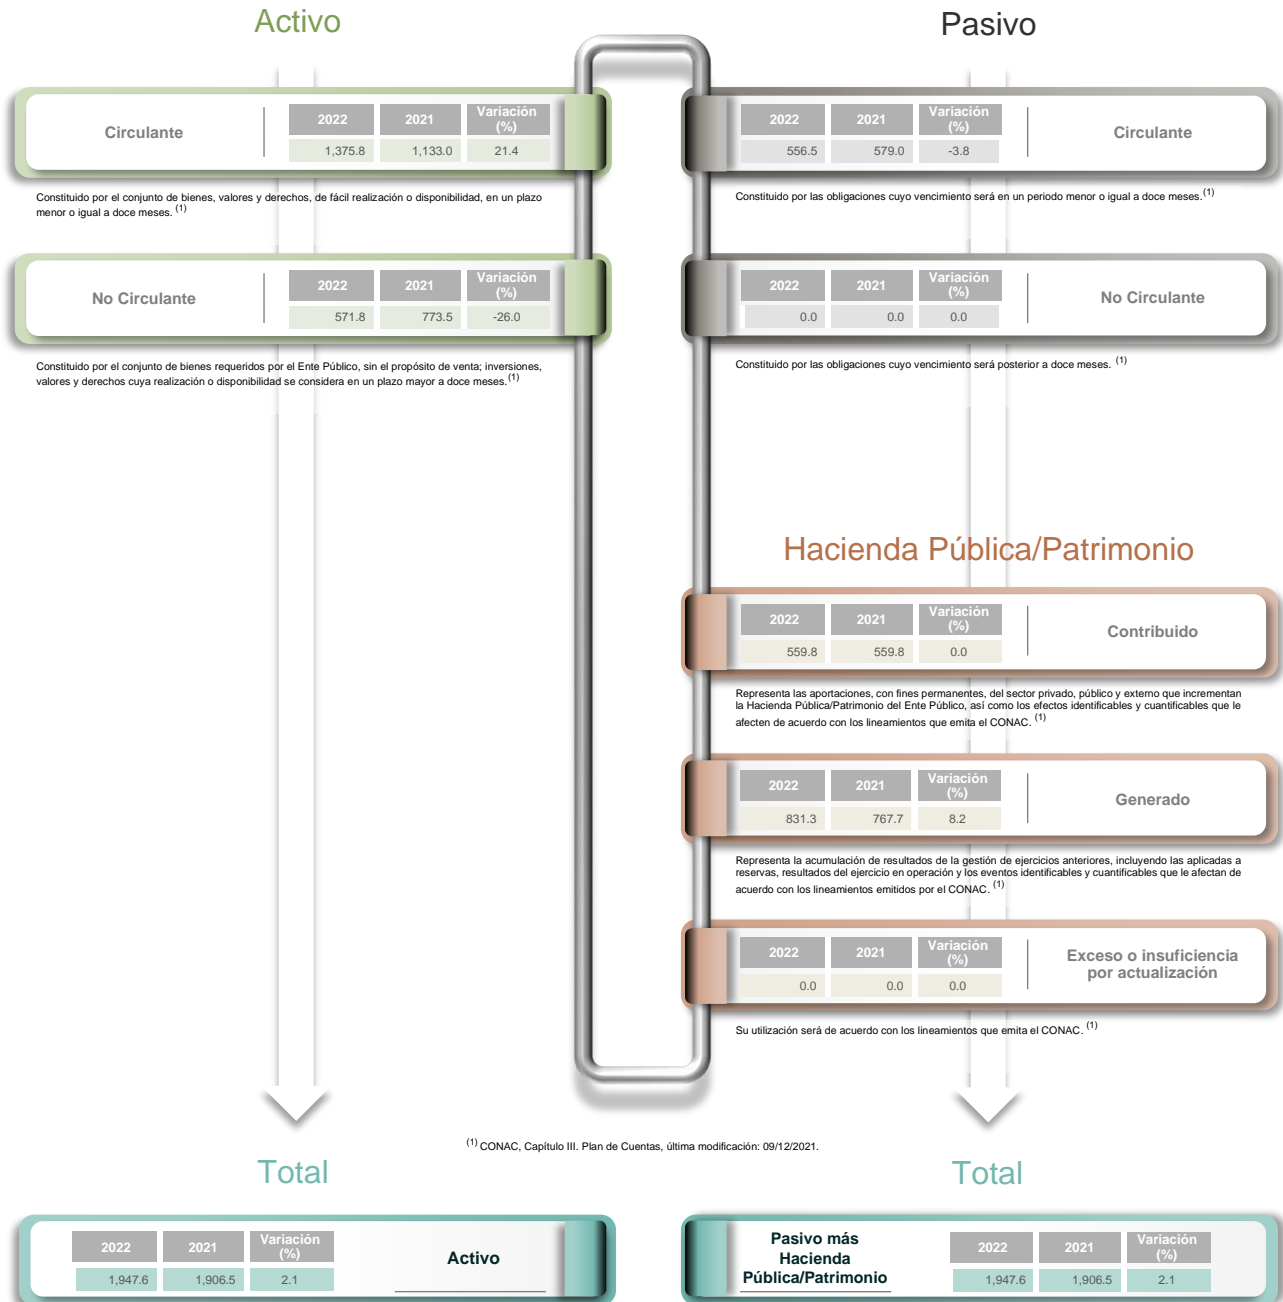 Activo
Circulante
2022 2021 Variación (%)
1,375.8 1,133.0 21.4
Constituido por el conjunto de bienes, valores y derechos, de fácil realización o disponibilidad, en un plazo
menor o igual a doce meses. (1)
No Circulante
2022 2021 Variación (%)
571.8 773.5 -26.0
Constituido por el conjunto de bienes requeridos por el Ente Público, sin el propósito de venta; inversiones,
valores y derechos cuya realización o disponibilidad se considera en un plazo mayor a doce meses. (1)
Pasivo
2022 2021 Variación (%)
556.5 579.0 -3.8
Circulante
Constituido por las obligaciones cuyo vencimiento será en un periodo menor o igual a doce meses. (1)
2022 2021 Variación (%)
0.0 0.0 0.0
No Circulante
Constituido por las obligaciones cuyo vencimiento será posterior a doce meses. (1)
Hacienda Pública/Patrimonio
2022 2021 Variación (%)
559.8 559.8 0.0
Contribuido
Representa las aportaciones, con fines permanentes, del sector privado, público y externo que incrementan
la Hacienda Pública/Patrimonio del Ente Público, así como los efectos identificables y cuantificables que le
afecten de acuerdo con los lineamientos que emita el CONAC. (1)
2022 2021 Variación (%)
831.3 767.7 8.2
Generado
Representa la acumulación de resultados de la gestión de ejercicios anteriores, incluyendo las aplicadas a
reservas, resultados del ejercicio en operación y los eventos identificables y cuantificables que le afectan de
acuerdo con los lineamientos emitidos por el CONAC. (1)
2022 2021 Variación (%)
0.0 0.0 0.0
Exceso o insuficiencia
por actualización
Su utilización será de acuerdo con los lineamientos que emita el CONAC. (1)
(1) CONAC, Capítulo III. Plan de Cuentas, última modificación: 09/12/2021.
Total
2022 2021 Variación (%)
1,947.6 1,906.5 2.1
Activo
Total
Pasivo más
Hacienda
Pública/Patrimonio
2022 2021 Variación (%)
1,947.6 1,906.5 2.1